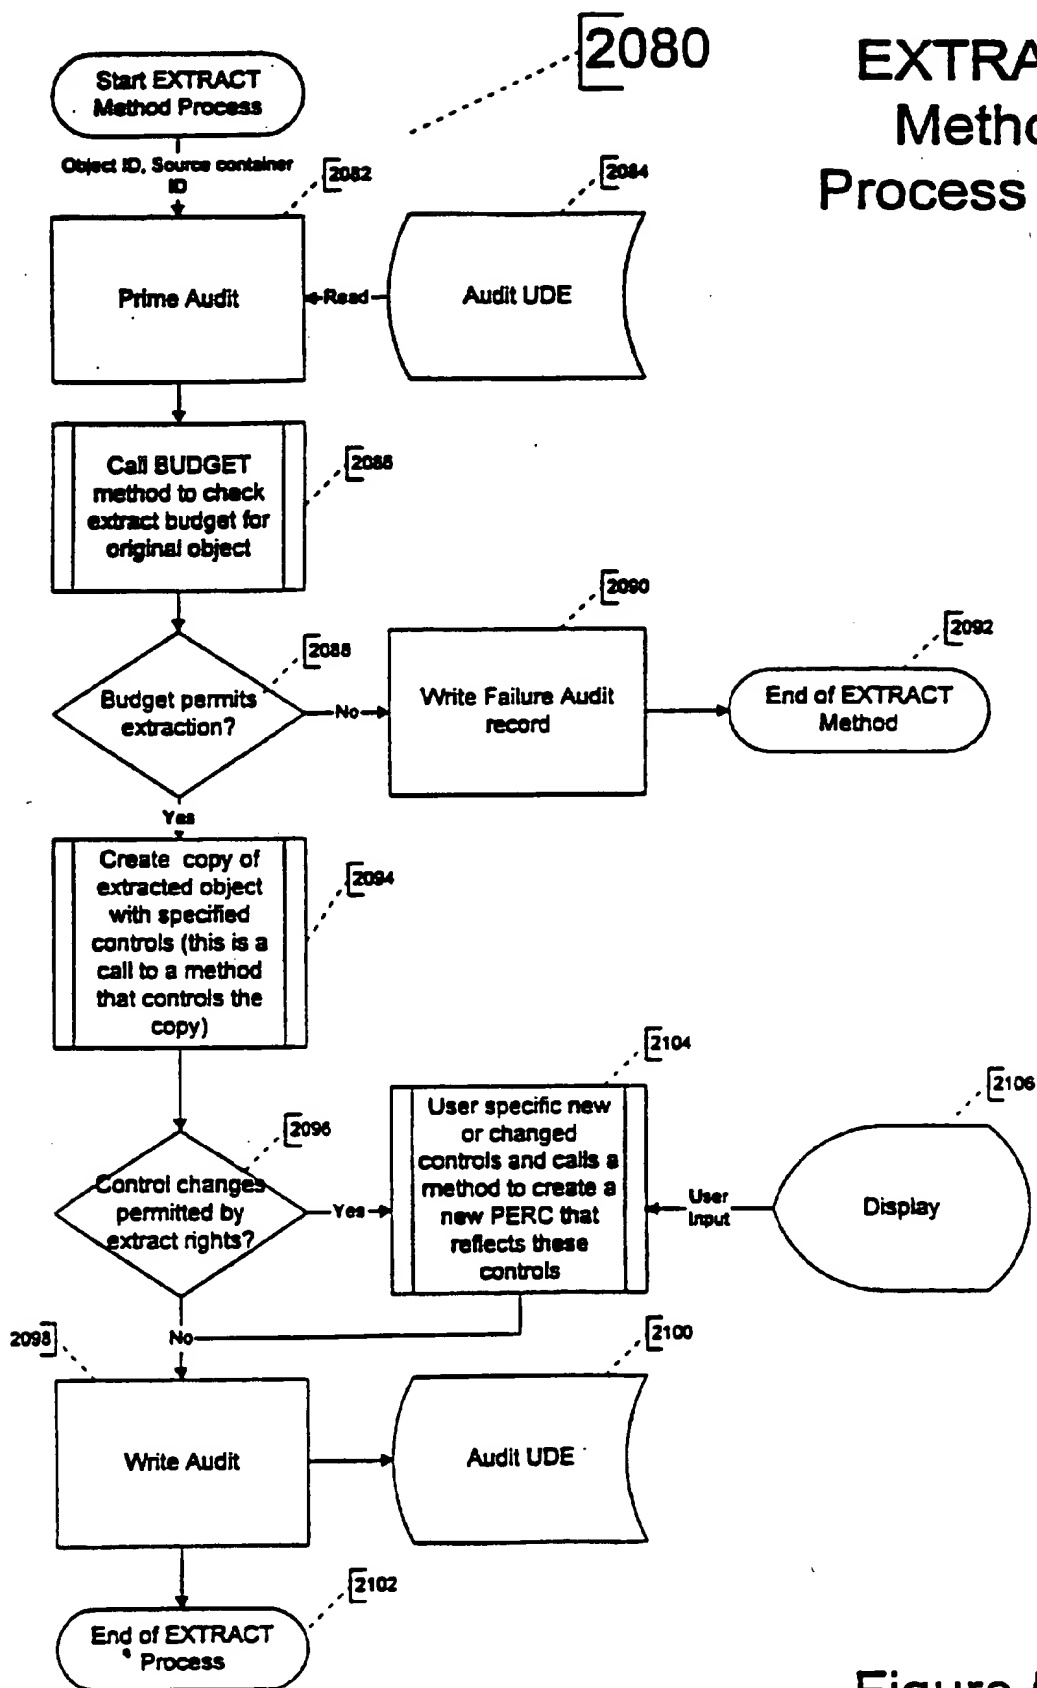 2080
EXTRA
Metho
Process
Start EXTRACT
Method Process
Object ID, Source container
ID
2082
2084
Prime Audit
Read
Audit UDE
Call BUDGET
method to check
extract budget for
original object
2086
2088
Budget permits
extraction?
No
2090
Write Failure Audit
record
2092
End of EXTRACT
Method
Yes
Create copy of
extracted object
with specified
controls (this is a
call to a method
that controls the
copy)
2094
2096
Control changes
permitted by
extract rights?
Yes
2104
User specific new
or changed
controls and calls a
method to create a
new PERC that
reflects these
controls
User
Input
2106
Display
No
2098
Write Audit
2100
Audit UDE
2102
End of EXTRACT
Process
Figure